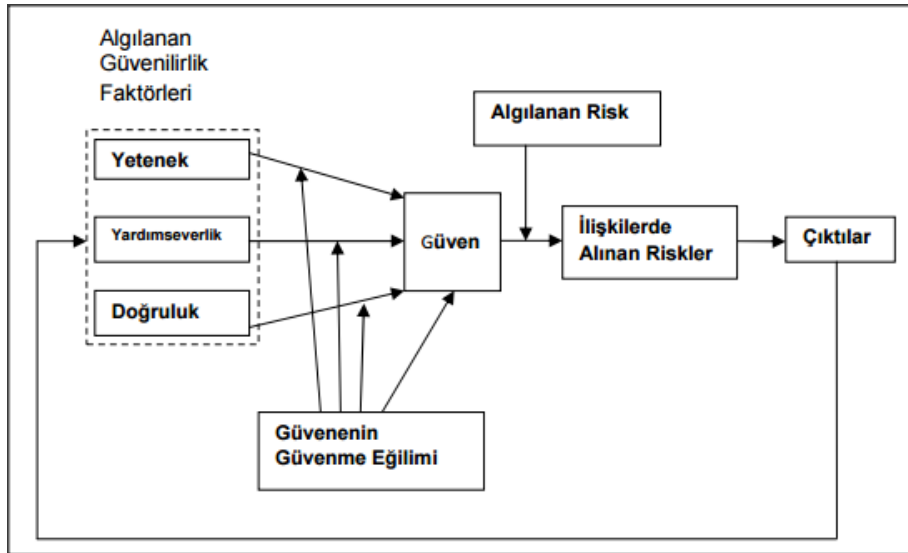 Algılanan
Güvenilirlik
Faktörleri
Algılanan Risk
Yetenek
Yardımseverlik
Doğruluk
Güven
İlişkilerde
Alınan Riskler
Çıktılar
Güvenenin
Güvenme Eğilimi